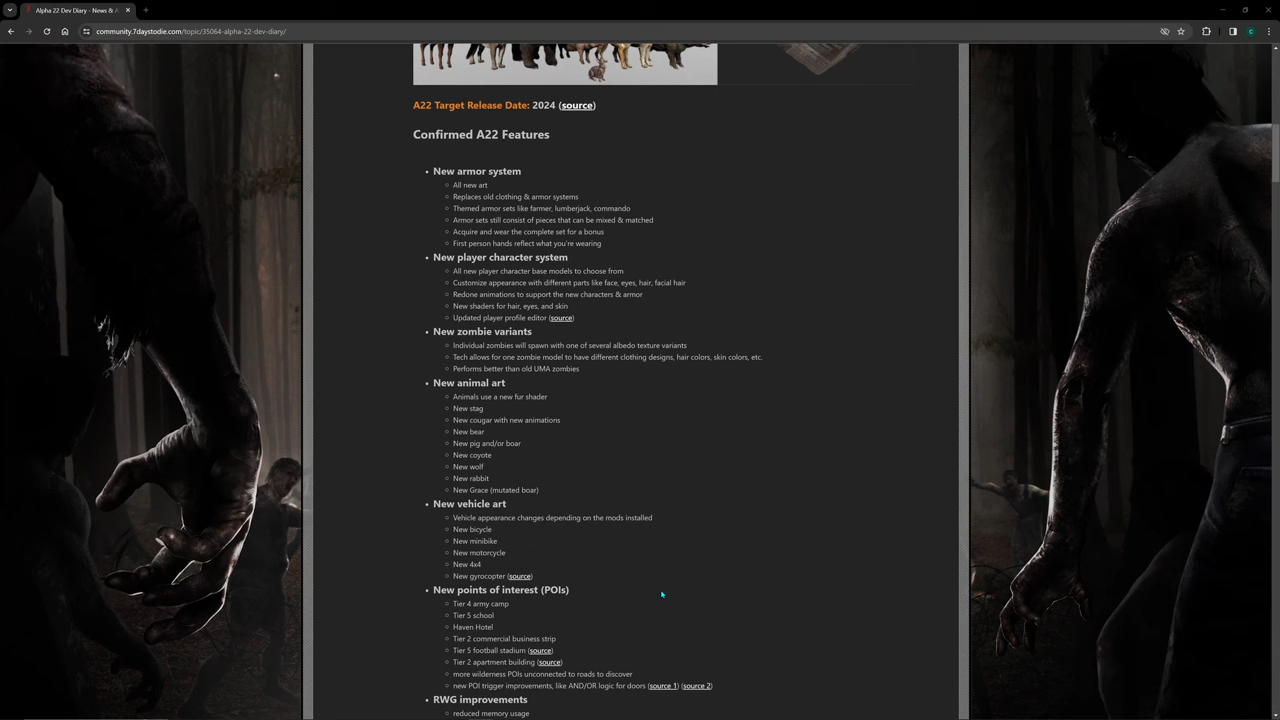 Alpha 22 Dev Diary - News & A
community.7daystodie.com/topic/35064-alpha-22-dev-diary/
C
A22 Target Release Date: 2024 (source)
Confirmed A22 Features
• New armor system
○ All new art
○ Replaces old clothing & armor systems
○ Themed armor sets like farmer, lumberjack, commando
○ Armor sets still consist of pieces that can be mixed & matched
○ Acquire and wear the complete set for a bonus
○ First person hands reflect what you're wearing
• New player character system
○ All new player character base models to choose from
○ Customize appearance with different parts like face, eyes, hair, facial hair
○ Redone animations to support the new characters & armor
○ New shaders for hair, eyes, and skin
○ Updated player profile editor (source)
• New zombie variants
○ Individual zombies will spawn with one of several albedo texture variants
○ Tech allows for one zombie model to have different clothing designs, hair colors, skin colors, etc.
○ Performs better than old UMA zombies
• New animal art
○ Animals use a new fur shader
○ New stag
○ New cougar with new animations
○ New bear
○ New pig and/or boar
○ New coyote
○ New wolf
○ New rabbit
○ New Grace (mutated boar)
• New vehicle art
○ Vehicle appearance changes depending on the mods installed
○ New bicycle
○ New minibike
○ New motorcycle
○ New 4x4
○ New gyrocopter (source)
• New points of interest (POIs)
○ Tier 4 army camp
○ Tier 5 school
○ Haven Hotel
○ Tier 2 commercial business strip
○ Tier 5 football stadium (source)
○ Tier 2 apartment building (source)
○ more wilderness POIs unconnected to roads to discover
○ new POI trigger improvements, like AND/OR logic for doors (source 1) (source 2)
• RWG improvements
○ reduced memory usage